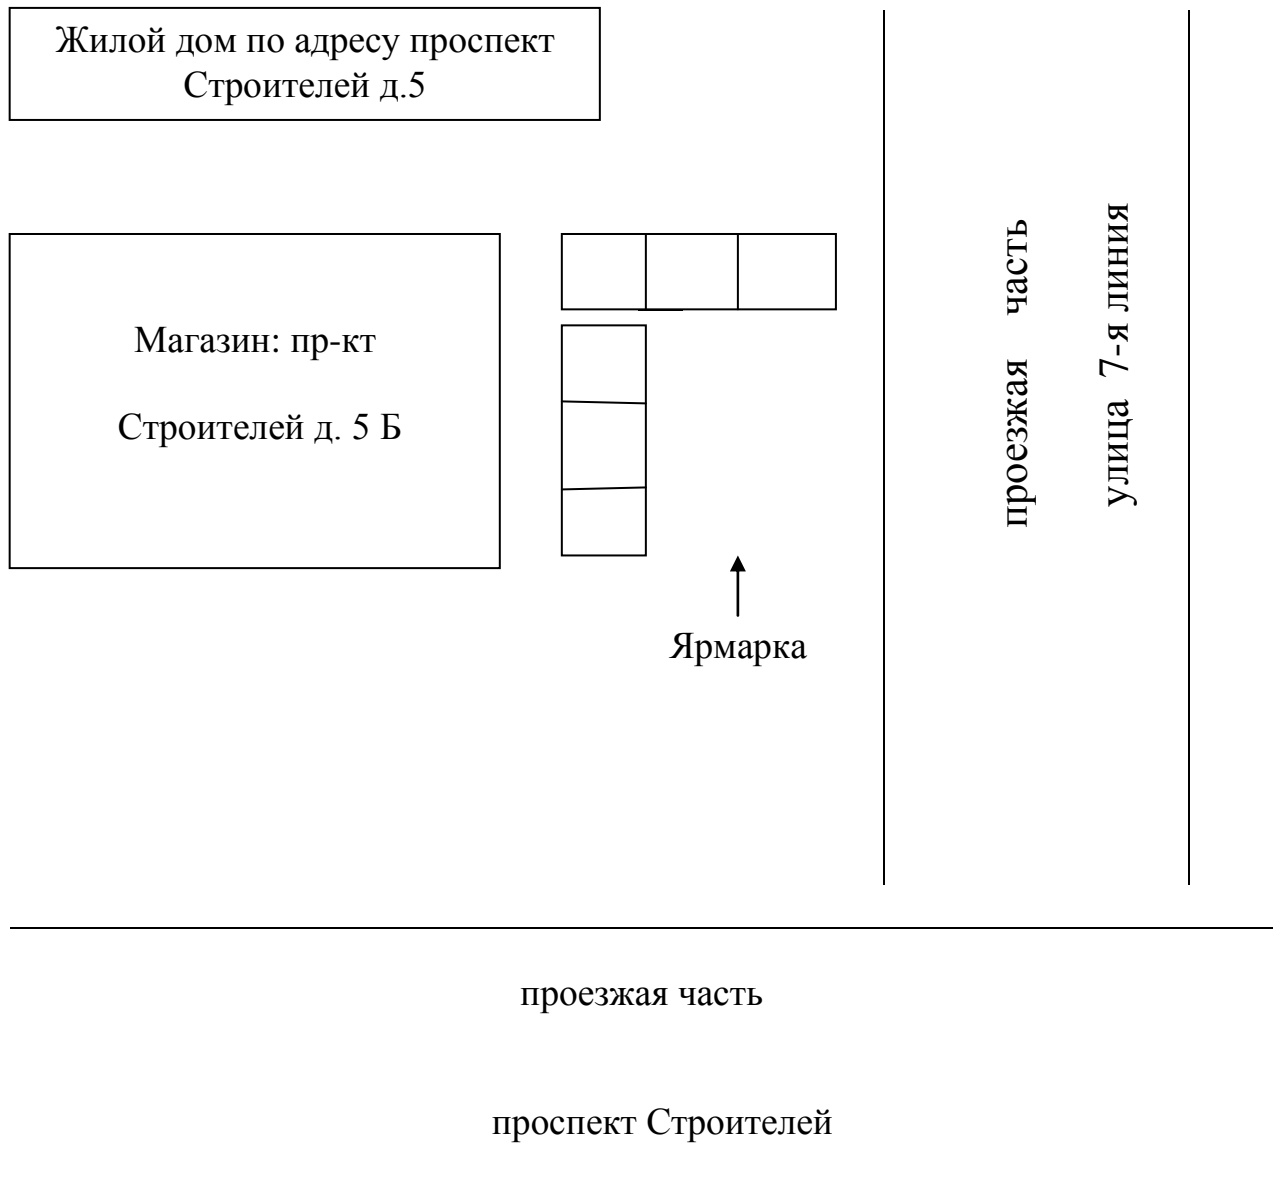 Жилой дом по адресу проспект
Строителей д.5
Магазин: пр-кт
Строителей д. 5 Б
Ярмарка
проезжая часть
улица 7-я линия
проезжая часть
проспект Строителей